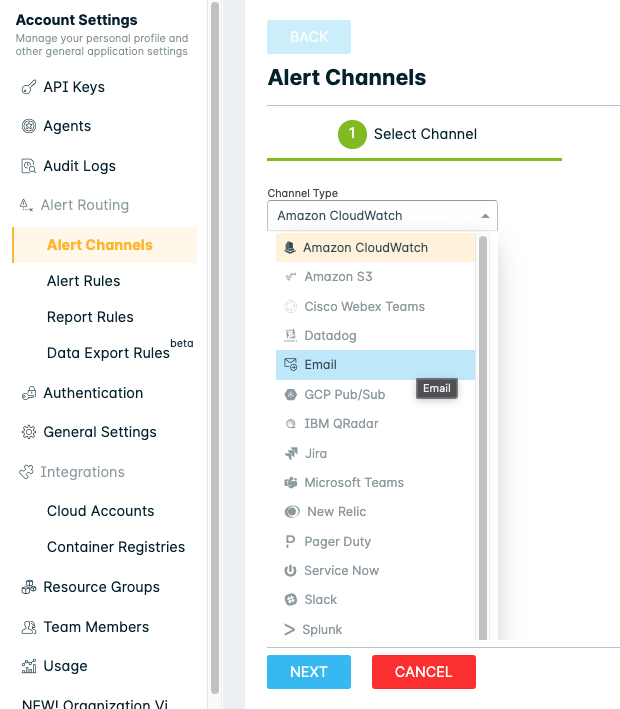 Account Settings
Manage your personal profile and
other general application settings
API Keys
Agents
Audit Logs
Alert Routing
Alert Channels
Alert Rules
Report Rules
Data Export Rules beta
Authentication
General Settings
Integrations
Cloud Accounts
Container Registries
Resource Groups
Team Members
Usage
NEW! Organization Vi
BACK
Alert Channels
1 Select Channel
Channel Type
Amazon CloudWatch
Amazon CloudWatch
Amazon S3
Cisco Webex Teams
Datadog
Email
Email
GCP Pub/Sub
IBM QRadar
Jira
Microsoft Teams
New Relic
Pager Duty
Service Now
Slack
Splunk
NEXT
CANCEL